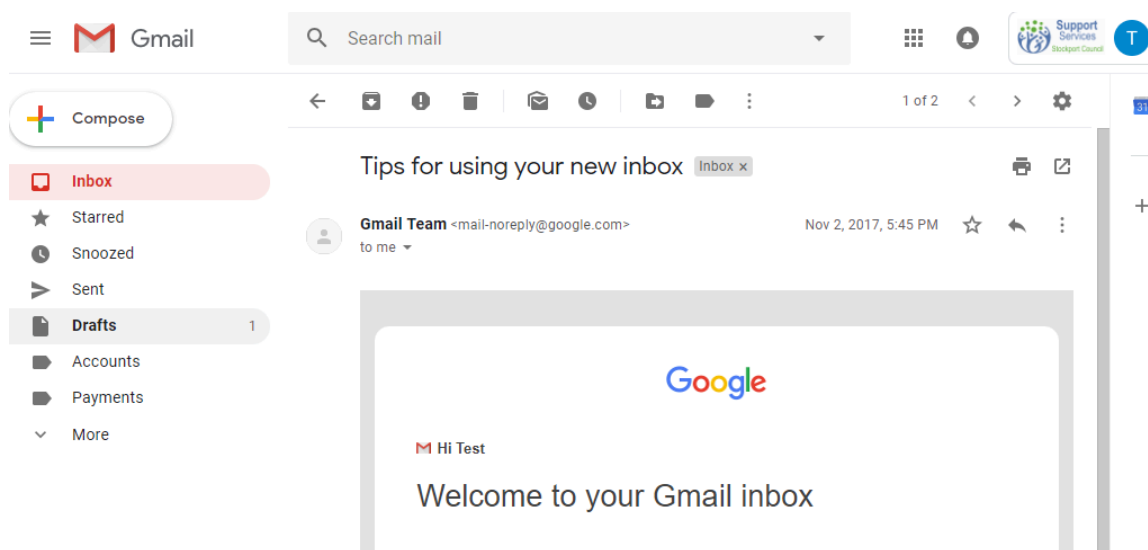 Gmail
Search mail
Support
Services
Stockport Council
T
Compose
1 of 2
31
Inbox
Starred
Snoozed
Sent
Drafts 1
Accounts
Payments
More
Tips for using your new inbox Inbox x
Gmail Team <mail-noreply@google.com> Nov 2, 2017, 5:45 PM
to me
Google
Hi Test
Welcome to your Gmail inbox